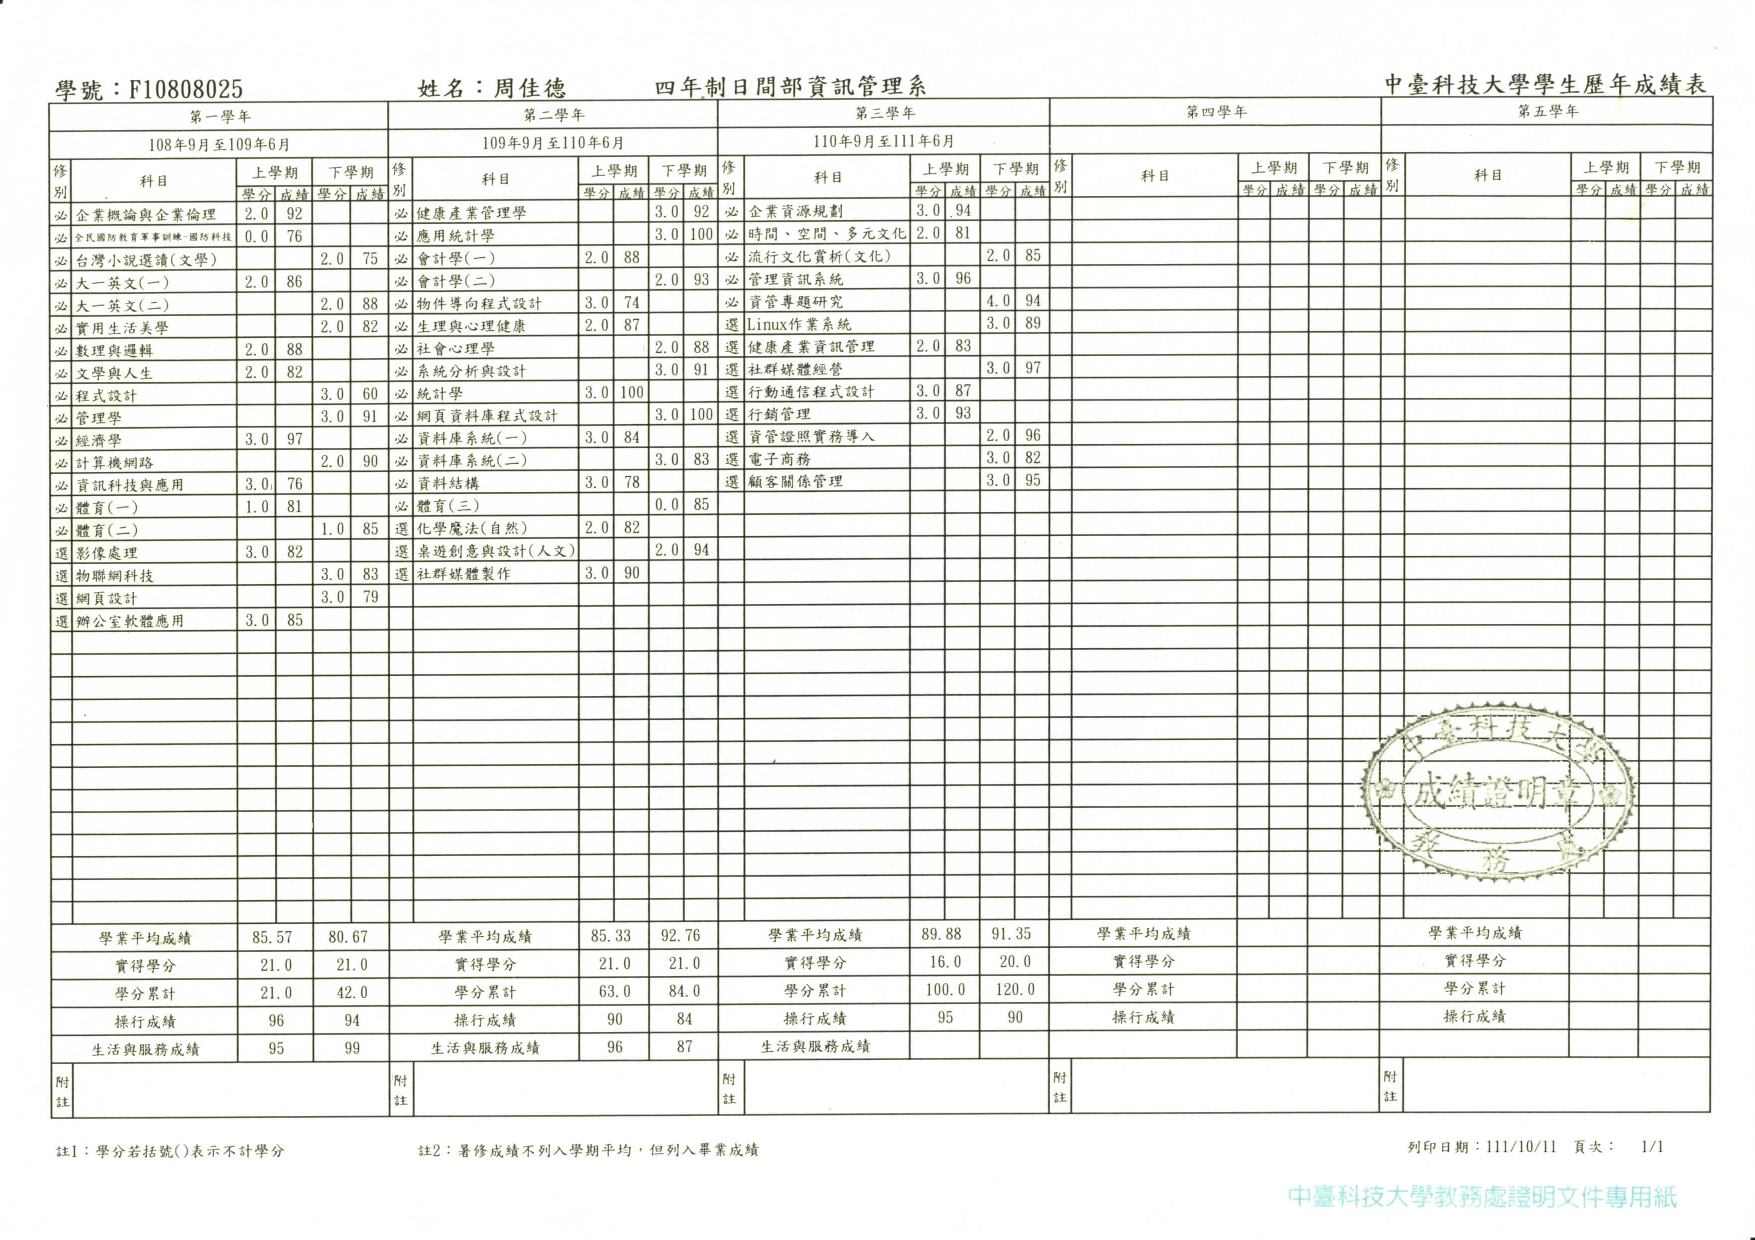 學號：F10808025 姓名：周佳德 四年制日間部資訊管理系 中臺科技大學學生歷年成績表
第一學年 第二學年 第三學年 第四學年 第五學年
108年9月至109年6月 109年9月至110年6月 110年9月至111年6月
修別 科目 上學期 下學期 修別 科目 上學期 下學期 修別 科目 上學期 下學期 修別 科目 上學期 下學期 修別 科目 上學期 下學期
學分 成績 學分 成績 學分 成績 學分 成績 學分 成績 學分 成績 學分 成績 學分 成績 學分 成績 學分 成績
必 企業概論與企業倫理 2.0 92 必 健康產業管理學 3.0 92 必 企業資源規劃 3.0 94
必 全民國防教育軍事訓練-國防科技 0.0 76 必 應用統計學 3.0 100 必 時間、空間、多元文化 2.0 81
必 台灣小說選讀(文學) 2.0 75 必 會計學(一) 2.0 88 必 流行文化賞析(文化) 2.0 85
必 大一英文(一) 2.0 86 必 會計學(二) 2.0 93 必 管理資訊系統 3.0 96
必 大一英文(二) 2.0 88 必 物件導向程式設計 3.0 74 必 資管專題研究 4.0 94
必 實用生活美學 2.0 82 必 生理與心理健康 2.0 87 選 Linux作業系統 3.0 89
必 數理與邏輯 2.0 88 必 社會心理學 2.0 88 選 健康產業資訊管理 2.0 83
必 文學與人生 2.0 82 必 系統分析與設計 3.0 91 選 社群媒體經營 3.0 97
必 程式設計 3.0 60 必 統計學 3.0 100 選 行動通信程式設計 3.0 87
必 管理學 3.0 91 必 網頁資料庫程式設計 3.0 100 選 行銷管理 3.0 93
必 經濟學 3.0 97 必 資料庫系統(一) 3.0 84 選 資管證照實務導入 2.0 96
必 計算機網路 2.0 90 必 資料庫系統(二) 3.0 83 選 電子商務 3.0 82
必 資訊科技與應用 3.0 76 必 資料結構 3.0 78 選 顧客關係管理 3.0 95
必 體育(一) 1.0 81 必 體育(三) 0.0 85
必 體育(二) 1.0 85 選 化學魔法(自然) 2.0 82
選 影像處理 3.0 82 選 桌遊創意與設計(人文) 2.0 94
選 物聯網科技 3.0 83 選 社群媒體製作 3.0 90
選 網頁設計 3.0 79
選 辦公室軟體應用 3.0 85
中臺科技大學
成績證明章
教務處
學業平均成績 85.57 80.67 學業平均成績 85.33 92.76 學業平均成績 89.88 91.35 學業平均成績 學業平均成績
實得學分 21.0 21.0 實得學分 21.0 21.0 實得學分 16.0 20.0 實得學分 實得學分
學分累計 21.0 42.0 學分累計 63.0 84.0 學分累計 100.0 120.0 學分累計 學分累計
操行成績 96 94 操行成績 90 84 操行成績 95 90 操行成績 操行成績
生活與服務成績 95 99 生活與服務成績 96 87 生活與服務成績
附註 附註 附註 附註 附註
註1：學分若括號()表示不計學分 註2：暑修成績不列入學期平均，但列入畢業成績 列印日期：111/10/11 頁次： 1/1
中臺科技大學教務處證明文件專用紙